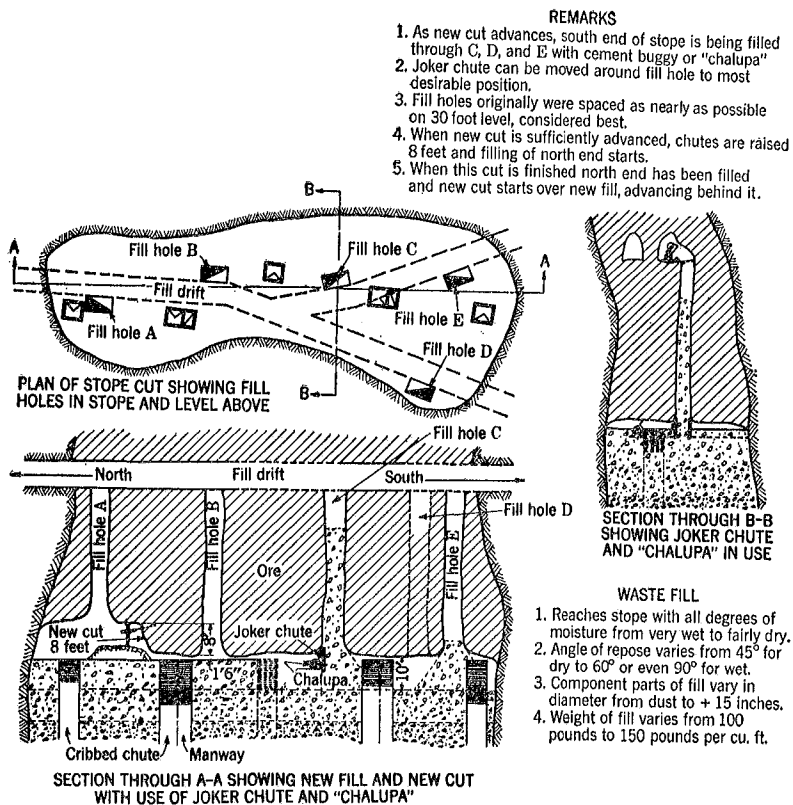 REMARKS
1. As new cut advances, south end of stope is being filled
through C, D, and E with cement buggy or "chalupa"
2. Joker chute can be moved around fill hole to most
desirable position.
3. Fill holes originally were spaced as nearly as possible
on 30 foot level, considered best.
4. When new cut is sufficiently advanced, chutes are raised
8 feet and filling of north end starts.
5. When this cut is finished north end has been filled
and new cut starts over new fill, advancing behind it.
B
A
Fill hole B
Fill hole C
A
Fill drift
Fill hole A
Fill hole E
Fill hole D
B
PLAN OF STOPE CUT SHOWING FILL
HOLES IN STOPE AND LEVEL ABOVE
Fill hole C
North
Fill drift
South
Fill hole A
Fill hole B
Fill hole D
Fill hole E
Ore
New cut
8 feet
8'
Joker chute
1'6"
Chalupa
10'
Cribbed chute
Manway
SECTION THROUGH A-A SHOWING NEW FILL AND NEW CUT
WITH USE OF JOKER CHUTE AND "CHALUPA"
SECTION THROUGH B-B
SHOWING JOKER CHUTE
AND "CHALUPA" IN USE
WASTE FILL
1. Reaches stope with all degrees of
moisture from very wet to fairly dry.
2. Angle of repose varies from 45° for
dry to 60° or even 90° for wet.
3. Component parts of fill vary in
diameter from dust to + 15 inches.
4. Weight of fill varies from 100
pounds to 150 pounds per cu. ft.